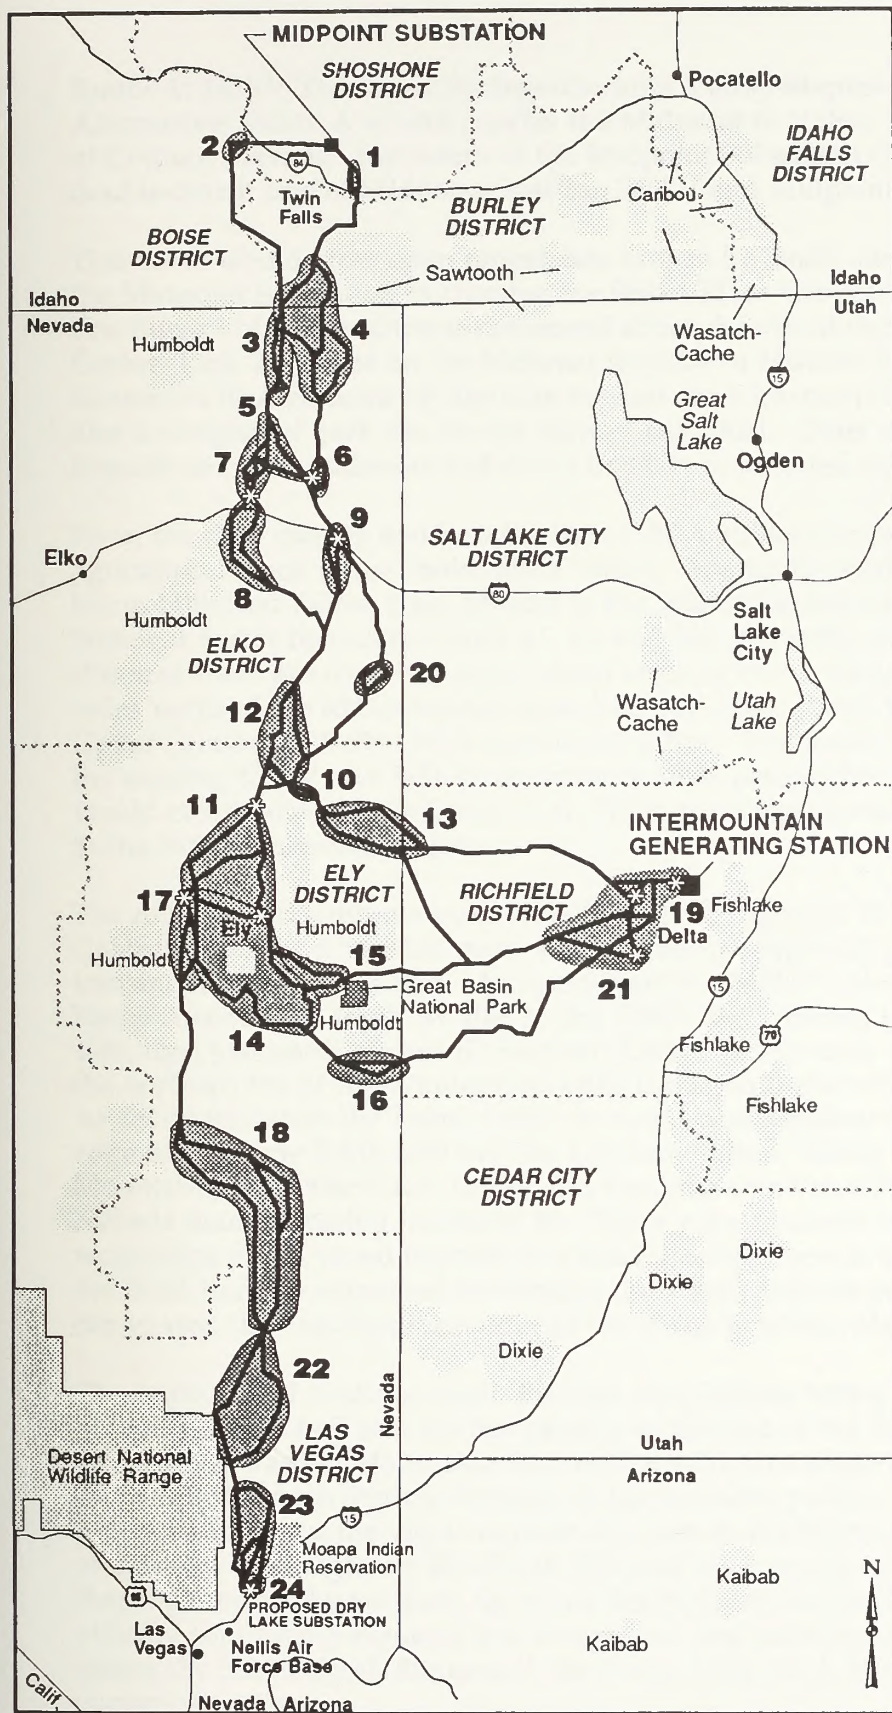 MIDPOINT SUBSTATION
SHOSHONE
DISTRICT
Pocatello
2
84
1
IDAHO
FALLS
DISTRICT
Twin
Falls
Caribou
BURLEY
DISTRICT
BOISE
DISTRICT
Sawtooth
Idaho
Nevada
Idaho
Utah
Humboldt
3
4
Wasatch-
Cache
15
5
Great
Salt
Lake
Ogden
7
6
9
Elko
SALT LAKE CITY
DISTRICT
8
80
Humboldt
Salt
Lake
City
ELKO
DISTRICT
20
12
Wasatch-
Cache
Utah
Lake
10
11
13
INTERMOUNTAIN
GENERATING STATION
ELY
DISTRICT
RICHFIELD
DISTRICT
17
19
Fishlake
Ely
Humboldt
Delta
Humboldt
15
21
Great Basin
National Park
15
14
Humboldt
Fishlake
70
16
Fishlake
18
CEDAR CITY
DISTRICT
Dixie
Dixie
Dixie
22
Nevada
LAS
VEGAS
DISTRICT
Utah
Arizona
Desert National
Wildlife Range
23
15
Moapa Indian
Reservation
N
Kaibab
24
PROPOSED DRY
LAKE SUBSTATION
Las
Vegas
Nellis Air
Force Base
Kaibab
Calif.
Nevada
Arizona